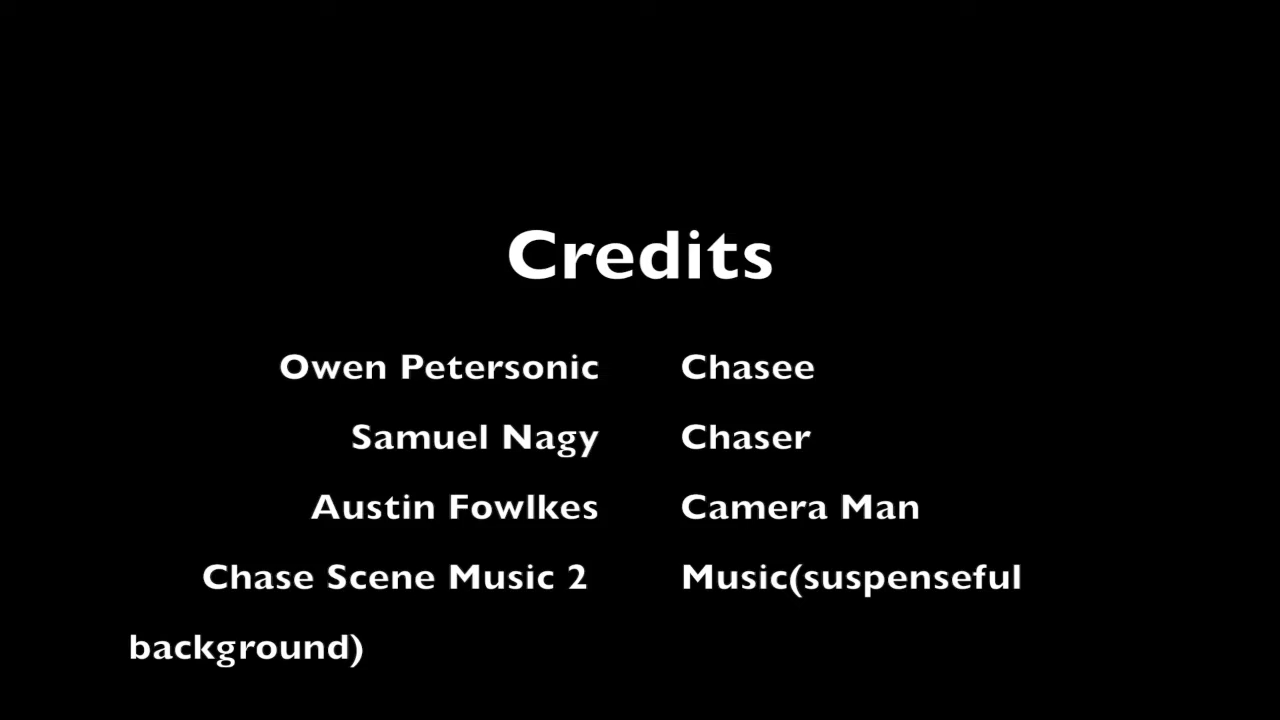 Credits
Owen Petersonic Chasee
Samuel Nagy Chaser
Austin Fowlkes Camera Man
Chase Scene Music 2 Music(suspenseful
background)